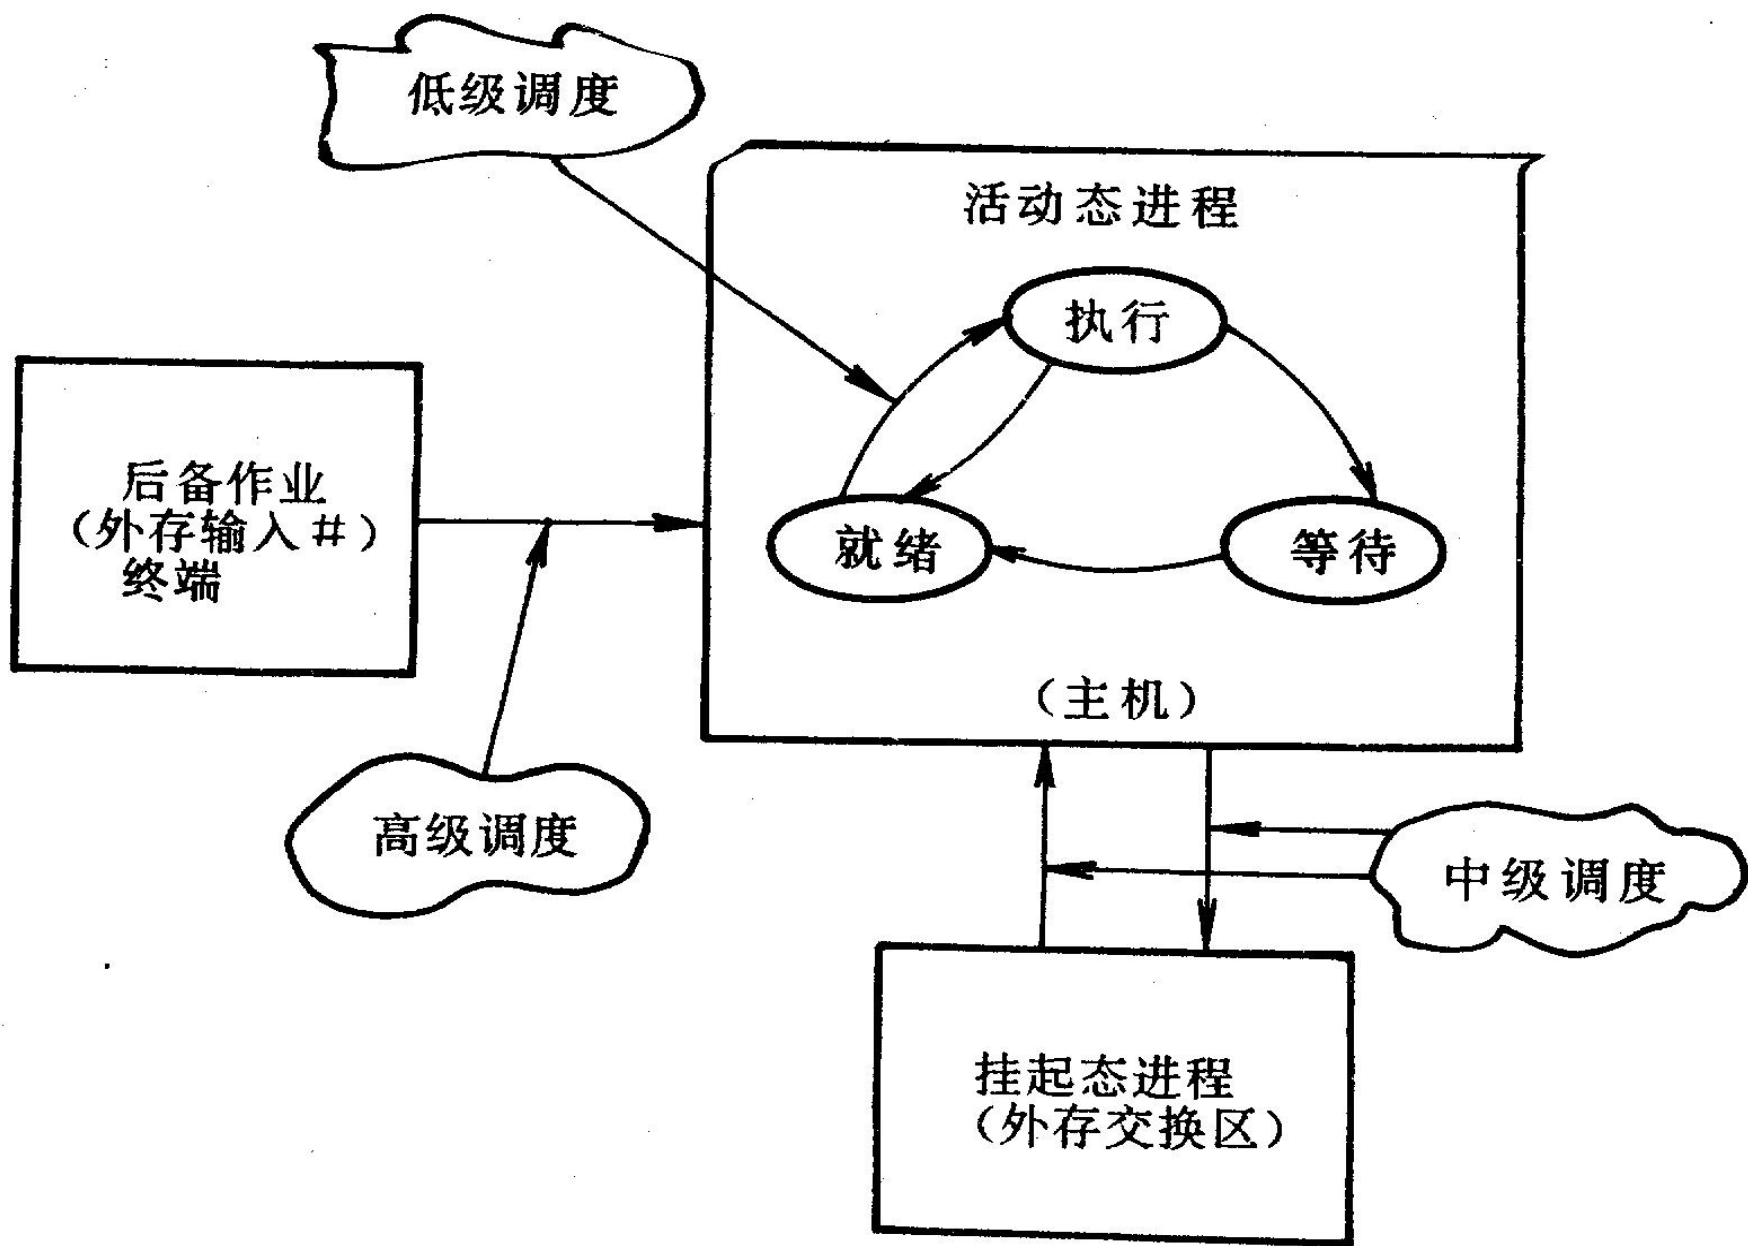 低级调度
活动态进程
执行
后备作业
（外存输入＃）
终端
就绪
等待
（主机）
高级调度
中级调度
挂起态进程
（外存交换区）